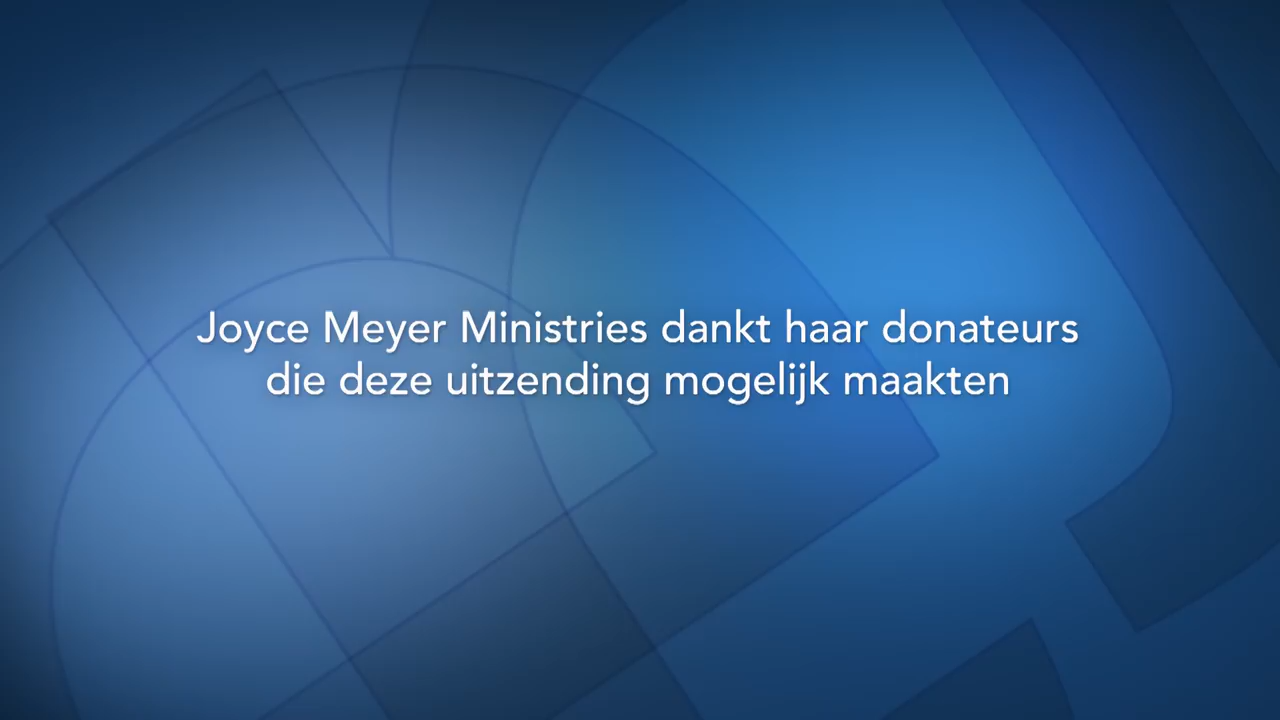 Joyce Meyer Ministries dankt haar donateurs
die deze uitzending mogelijk maakten